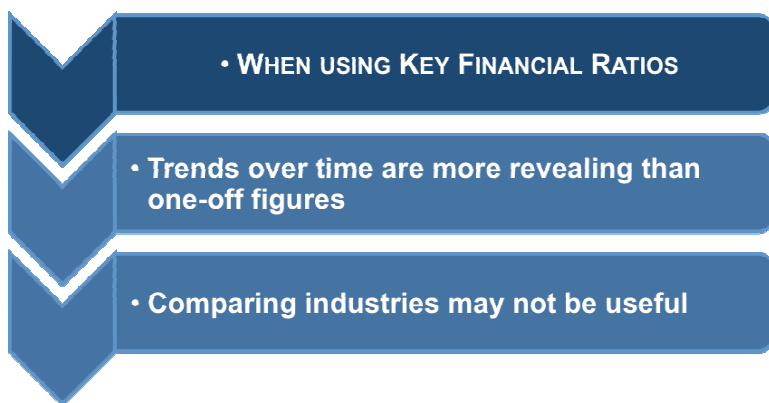 • WHEN USING KEY FINANCIAL RATIOS
• Trends over time are more revealing than
one-off figures
• Comparing industries may not be useful